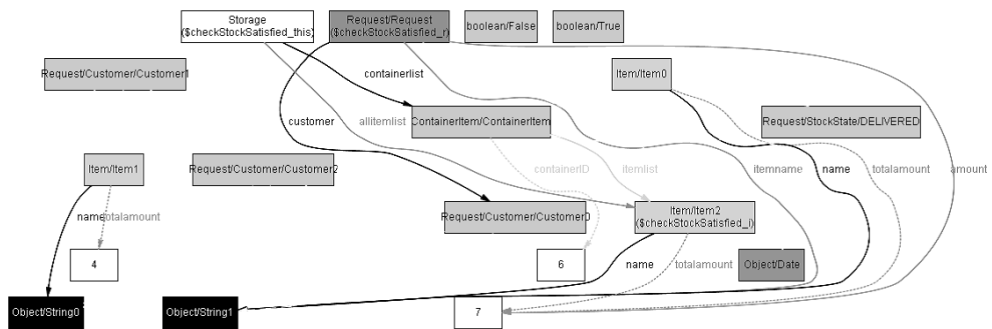 Storage
($checkStockSatisfied_this)
Request/Request
($checkStockSatisfied_r)
boolean/False
boolean/True
Request/Customer/Customer1
containerlist
Item/Item0
customer
allitemlist
ContainerItem/ContainerItem
Request/StockState/DELIVERED
Item/Item1
Request/Customer/Customer2
containerID
itemlist
itemname
name
totalamount
amount
name
totalamount
Request/Customer/Customer0
Item/Item2
($checkStockSatisfied_i)
4
6
name
totalamount
Object/Date
Object/String0
Object/String1
7